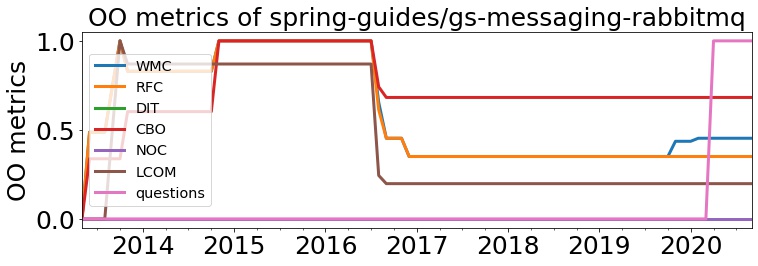 OO metrics of spring-guides/gs-messaging-rabbitmq
OO metrics
1.0
0.5
0.0
WMC
RFC
DIT
CBO
NOC
LCOM
questions
2014 2015 2016 2017 2018 2019 2020